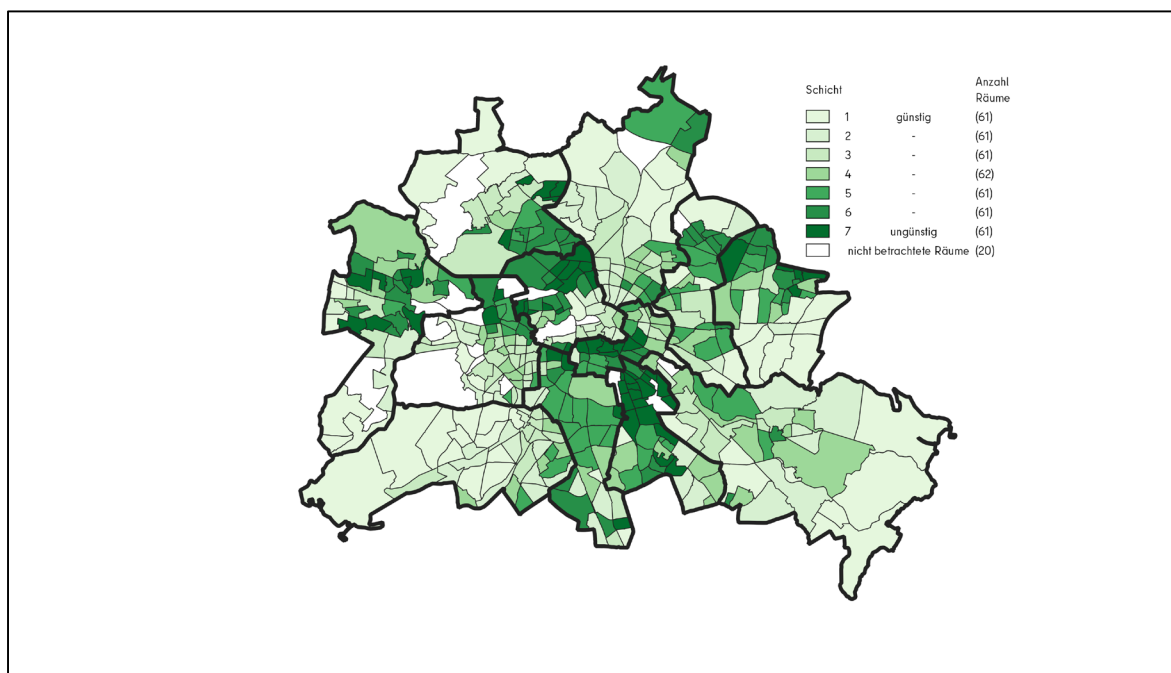 Schicht Anzahl Räume
1 günstig (61)
2 - (61)
3 - (61)
4 - (62)
5 - (61)
6 - (61)
7 ungünstig (61)
nicht betrachtete Räume (20)